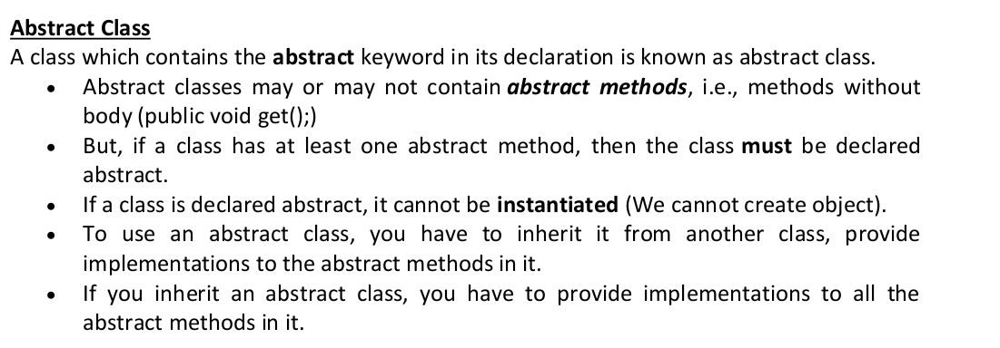 Abstract Class
A class which contains the abstract keyword in its declaration is known as abstract class.
• Abstract classes may or may not contain abstract methods, i.e., methods without
body (public void get();)
• But, if a class has at least one abstract method, then the class must be declared
abstract.
• If a class is declared abstract, it cannot be instantiated (We cannot create object).
• To use an abstract class, you have to inherit it from another class, provide
implementations to the abstract methods in it.
• If you inherit an abstract class, you have to provide implementations to all the
abstract methods in it.